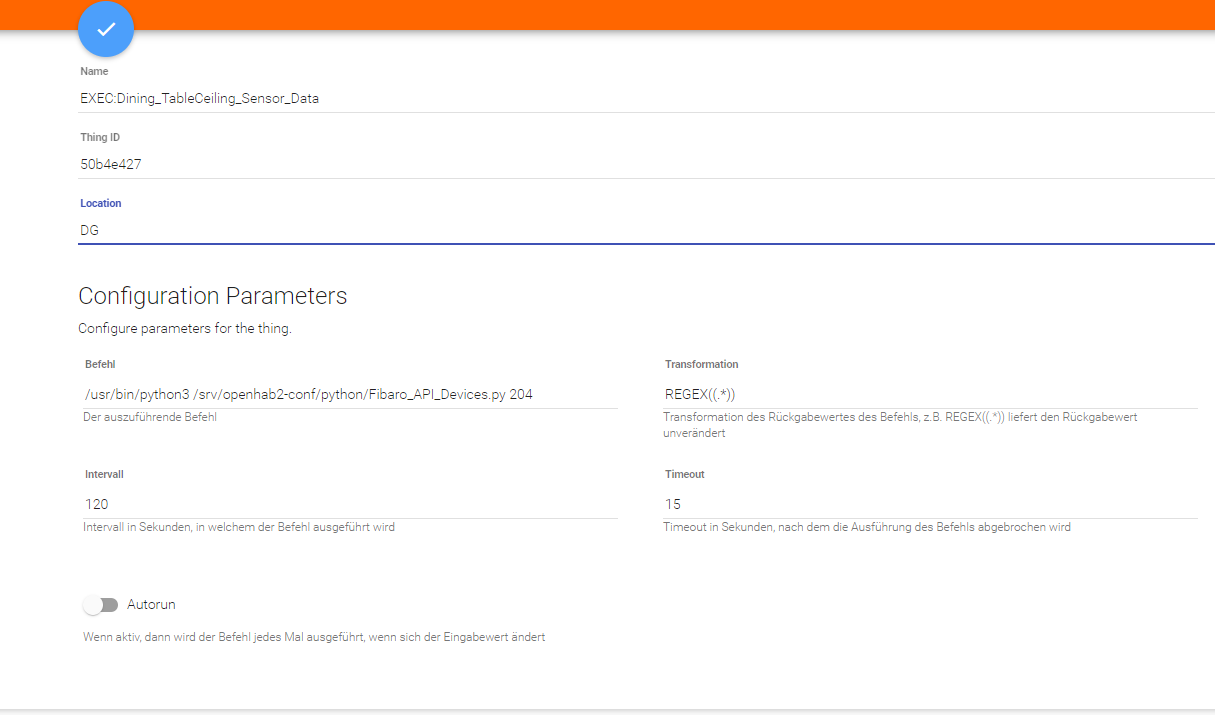 Name
EXEC:Dining_TableCeiling_Sensor_Data
Thing ID
50b4e427
Location
DG
Configuration Parameters
Configure parameters for the thing.
Befehl
/usr/bin/python3 /srv/openhab2-conf/python/Fibaro_API_Devices.py 204
Der auszuführende Befehl
Transformation
REGEX((.*))
Transformation des Rückgabewertes des Befehls, z.B. REGEX((.*)) liefert den Rückgabewert
unverändert
Intervall
120
Intervall in Sekunden, in welchem der Befehl ausgeführt wird
Timeout
15
Timeout in Sekunden, nach dem die Ausführung des Befehls abgebrochen wird
Autorun
Wenn aktiv, dann wird der Befehl jedes Mal ausgeführt, wenn sich der Eingabewert ändert